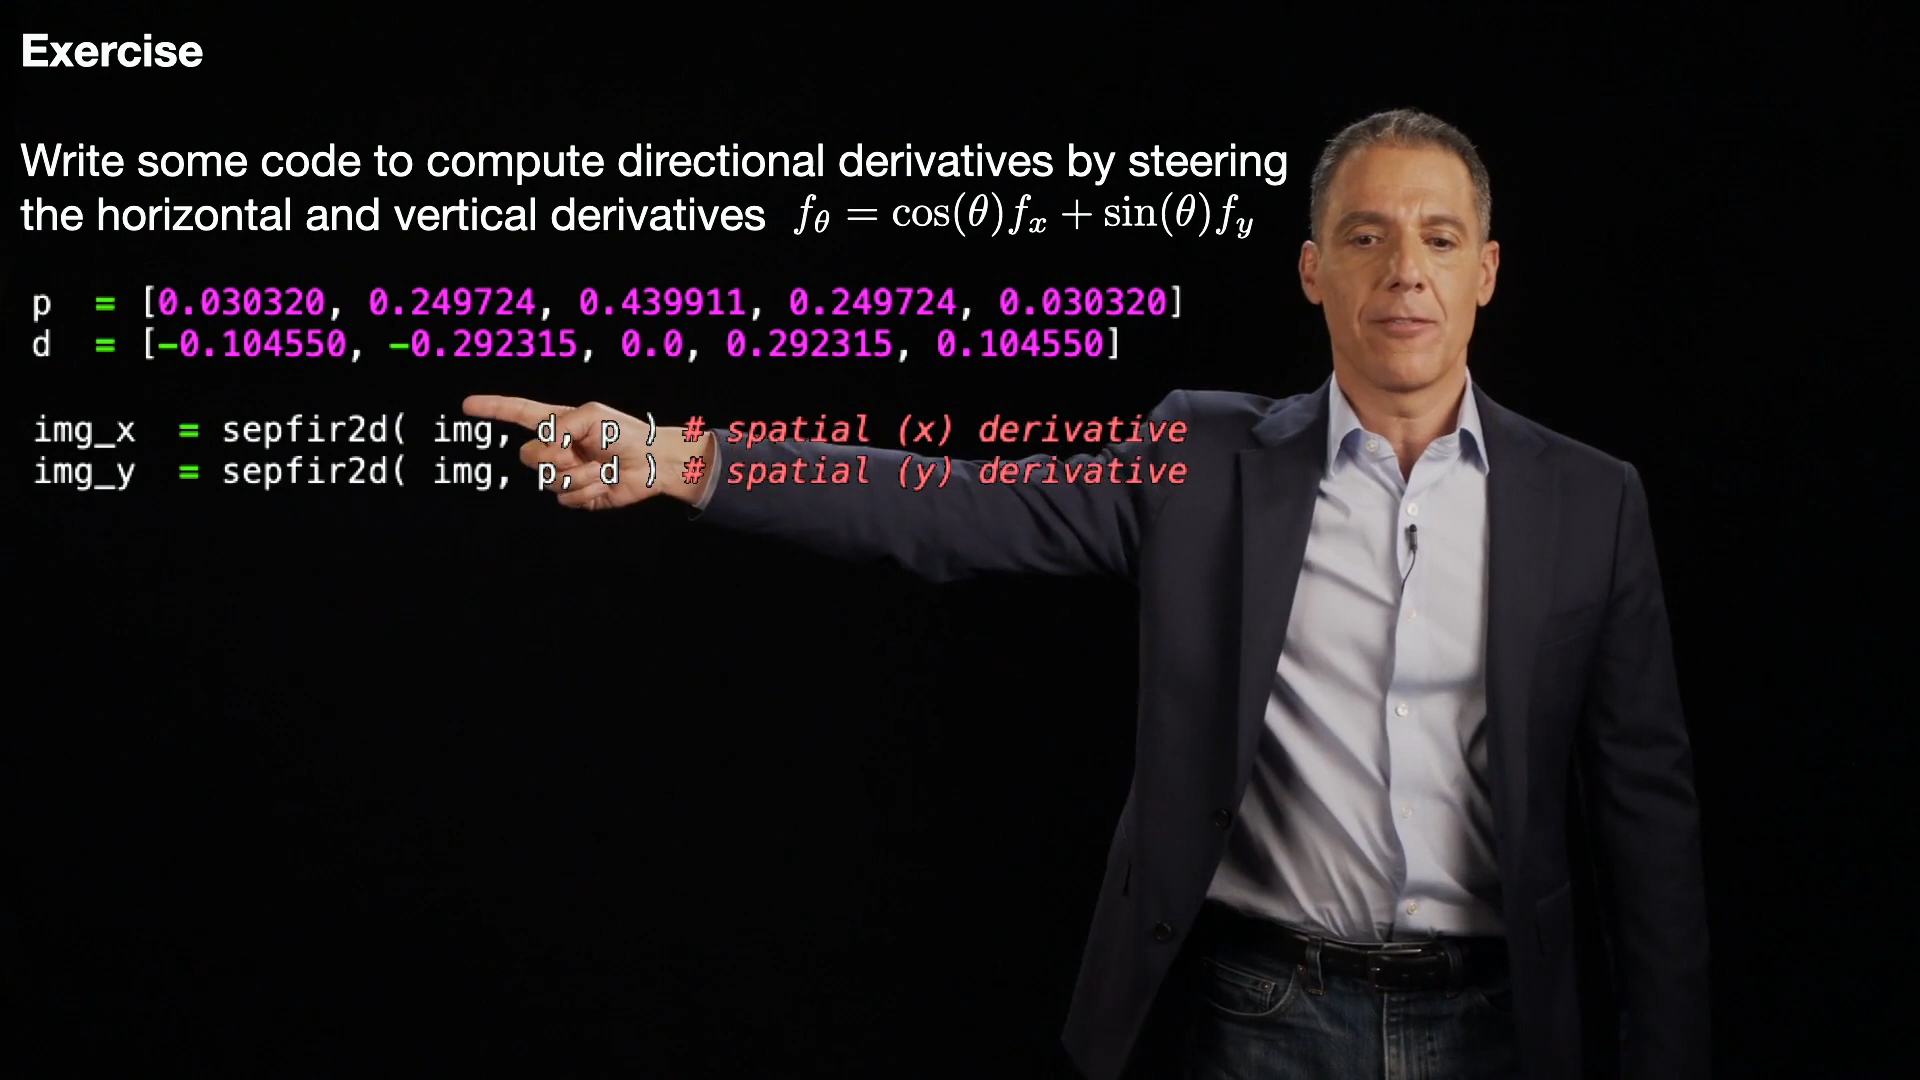 Exercise
Write some code to compute directional derivatives by steering
the horizontal and vertical derivatives fθ = cos(θ)fx + sin(θ)fy
p = [0.030320, 0.249724, 0.439911, 0.249724, 0.030320]
d = [-0.104550, -0.292315, 0.0, 0.292315, 0.104550]
img_x = sepfir2d( img, d, p ) # spatial (x) derivative
img_y = sepfir2d( img, p, d ) # spatial (y) derivative